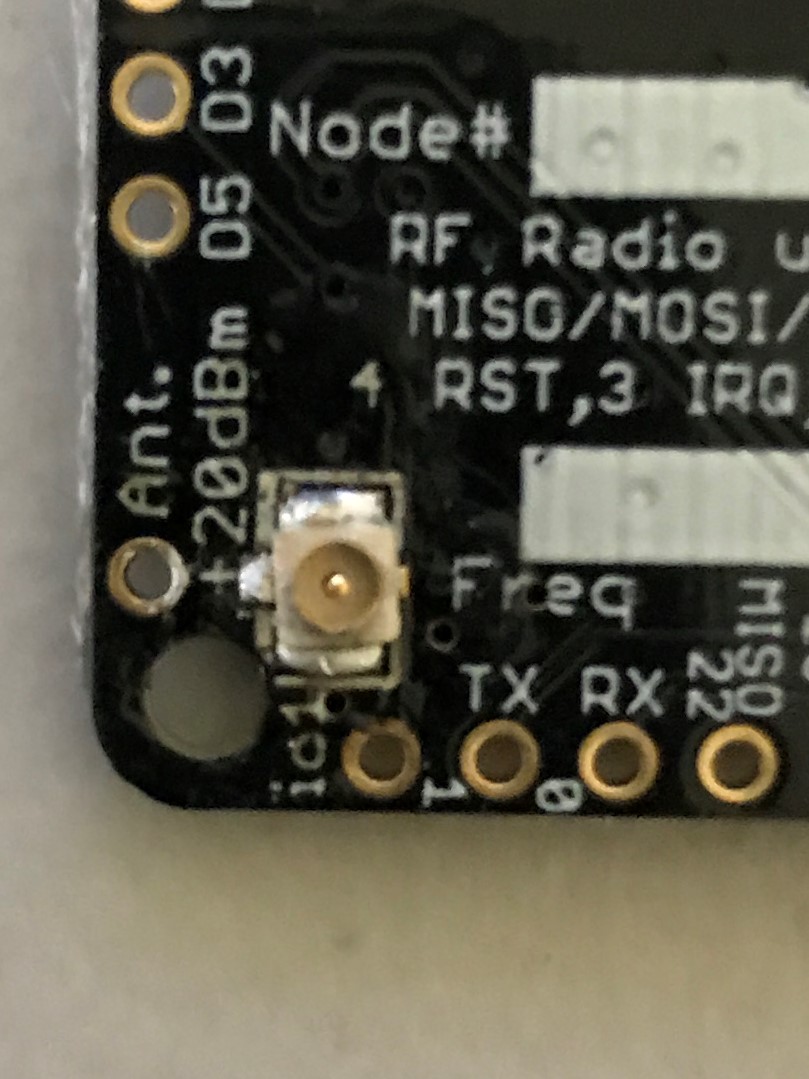 D3
Node#
D5
RF Radio u
MISO/MOSI/
4
RST,3 IRQ,
Ant.
+20dBm
Freq
MISO
22
TX RX
1
0